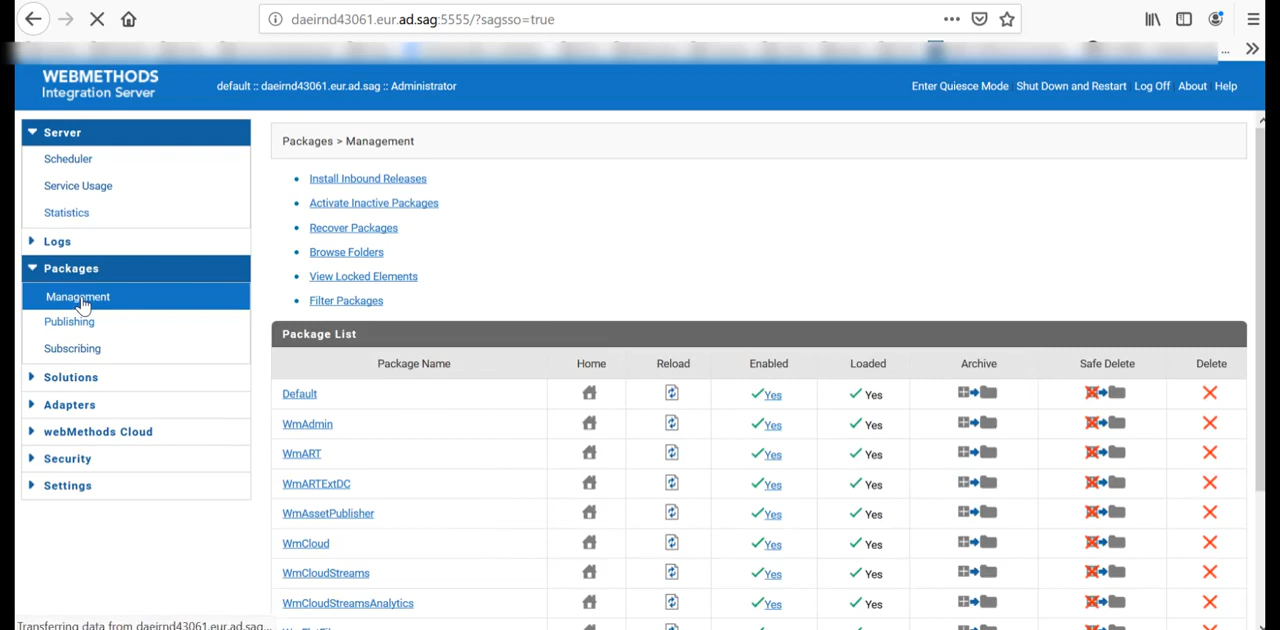 daeirnd43061.eur.ad.sag:5555/?sagsso=true
WEBMETHODS
Integration Server
default :: daeirnd43061.eur.ad.sag :: Administrator
Enter Quiesce Mode Shut Down and Restart Log Off About Help
Server
Scheduler
Service Usage
Statistics
Logs
Packages
Management
Publishing
Subscribing
Solutions
Adapters
webMethods Cloud
Security
Settings
Packages > Management
Install Inbound Releases
Activate Inactive Packages
Recover Packages
Browse Folders
View Locked Elements
Filter Packages
Package List
Package Name Home Reload Enabled Loaded Archive Safe Delete Delete
Default Yes Yes
WmAdmin Yes Yes
WmART Yes Yes
WmARTExtDC Yes Yes
WmAssetPublisher Yes Yes
WmCloud Yes Yes
WmCloudStreams Yes Yes
WmCloudStreamsAnalytics Yes Yes
Transferring data from daeirnd43061.eur.ad.sag...